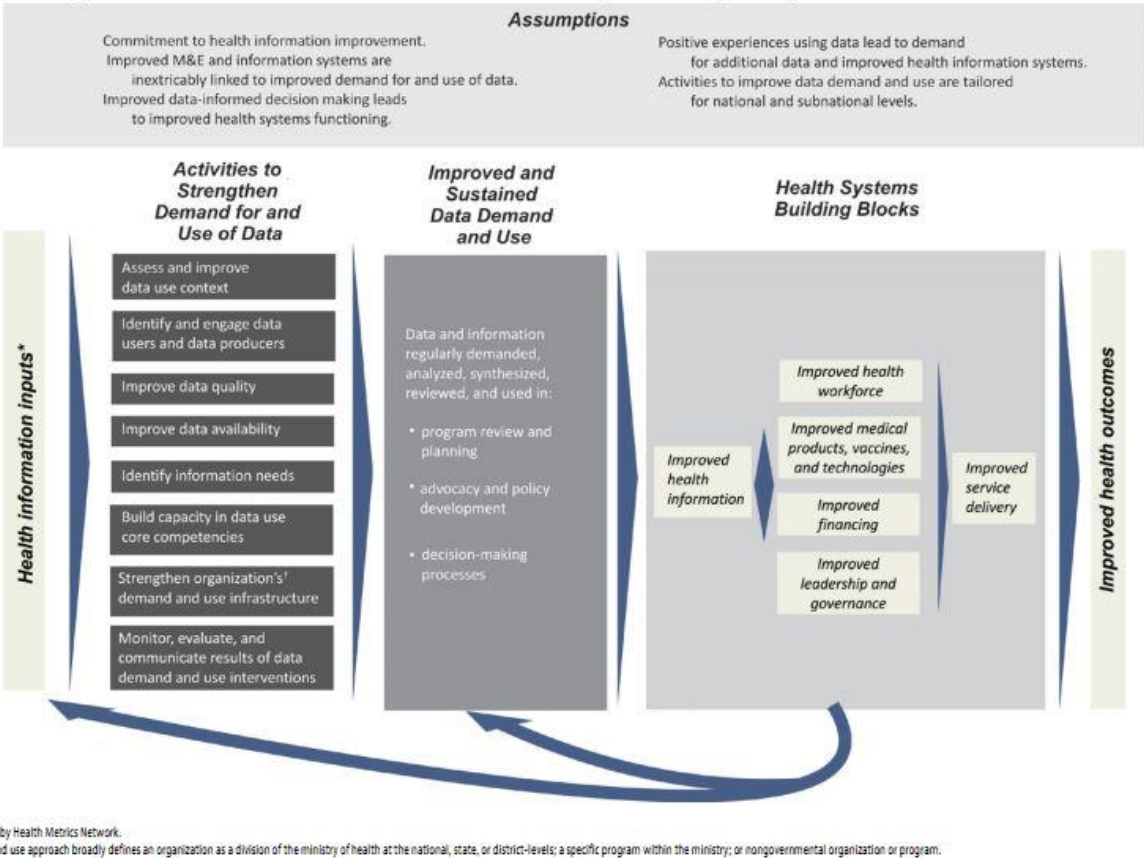 Assumptions
Commitment to health information improvement.
Improved M&E and information systems are
inextricably linked to improved demand for and use of data.
Improved data-informed decision making leads
to improved health systems functioning.
Positive experiences using data lead to demand
for additional data and improved health information systems.
Activities to improve data demand and use are tailored
for national and subnational levels.
Health information inputs*
Activities to
Strengthen
Demand for and
Use of Data
Assess and improve
data use context
Identify and engage data
users and data producers
Improve data quality
Improve data availability
Identify information needs
Build capacity in data use
core competencies
Strengthen organization's†
demand and use infrastructure
Monitor, evaluate, and
communicate results of data
demand and use interventions
Improved and
Sustained
Data Demand
and Use
Data and information
regularly demanded,
analyzed, synthesized,
reviewed, and used in:
• program review and
planning
• advocacy and policy
development
• decision-making
processes
Health Systems
Building Blocks
Improved
health
information
Improved health
workforce
Improved medical
products, vaccines,
and technologies
Improved
financing
Improved
leadership and
governance
Improved
service
delivery
Improved health outcomes
by Health Metrics Network.
use approach broadly defines an organization as a division of the ministry of health at the national, state, or district-levels; a specific program within the ministry; or nongovernmental organization or program.